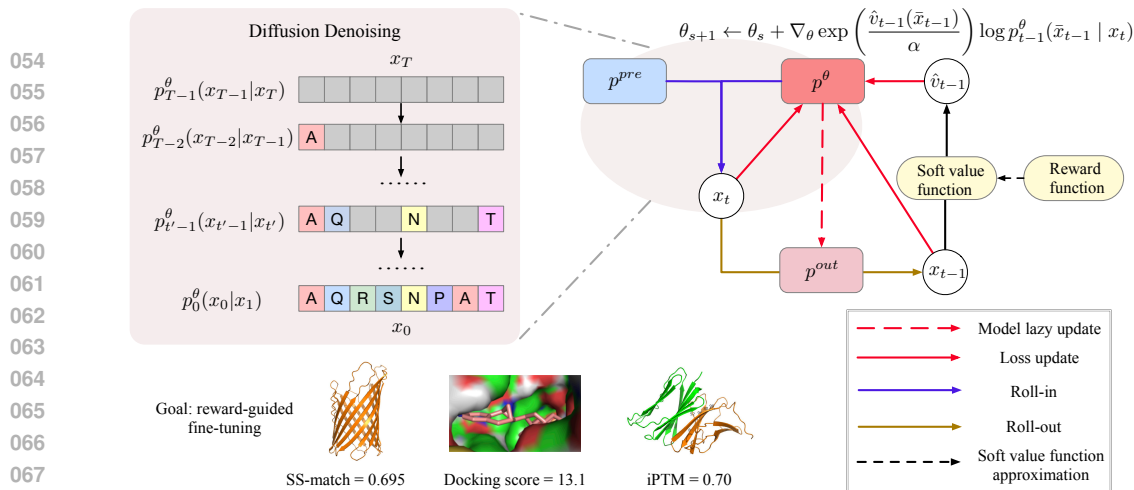 054
055
056
057
058
059
060
061
062
063
064
065
066
067
Diffusion Denoising
x_T
p^θ_{T−1}(x_{T−1}|x_T)
p^θ_{T−2}(x_{T−2}|x_{T−1})
A
......
p^θ_{t′−1}(x_{t′−1}|x_{t′})
A Q N T
......
p^θ_0(x_0|x_1)
A Q R S N P A T
x_0
θ_{s+1} ← θ_s + ∇_θ exp ( v̂_{t−1}(x̄_{t−1}) / α ) log p^θ_{t−1}(x̄_{t−1} | x_t)
p^{pre}
p^θ
v̂_{t−1}
Soft value
function
Reward
function
x_t
p^{out}
x_{t−1}
Model lazy update
Loss update
Roll-in
Roll-out
Soft value function
approximation
Goal: reward-guided
fine-tuning
SS-match = 0.695
Docking score = 13.1
iPTM = 0.70